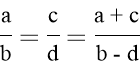 a/b = c/d = (a + c)/(b - d)